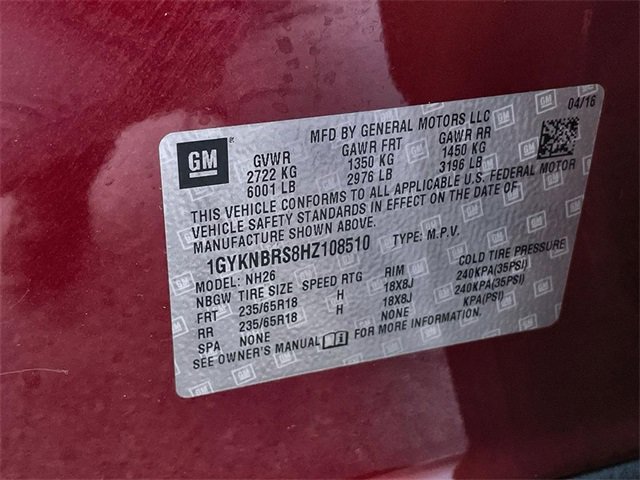 04/16
MFD BY GENERAL MOTORS LLC
GM
GVWR GAWR FRT GAWR RR
2722 KG 1350 KG 1450 KG
6001 LB 2976 LB 3196 LB
THIS VEHICLE CONFORMS TO ALL APPLICABLE U.S. FEDERAL MOTOR
VEHICLE SAFETY STANDARDS IN EFFECT ON THE DATE OF
MANUFACTURE SHOWN ABOVE.
1GYKNBRS8HZ108510 TYPE: M.P.V.
MODEL: NH26
NBGW TIRE SIZE SPEED RTG RIM COLD TIRE PRESSURE
FRT 235/65R18 H 18X8J 240KPA(35PSI)
RR 235/65R18 H 18X8J 240KPA(35PSI)
SPA NONE KPA(PSI)
SEE OWNER'S MANUAL FOR MORE INFORMATION.